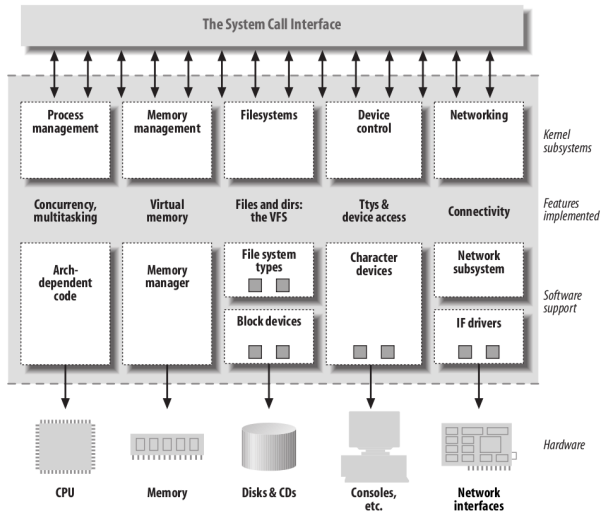 The System Call Interface
Process
management
Memory
management
Filesystems
Device
control
Networking
Kernel
subsystems
Concurrency,
multitasking
Virtual
memory
Files and dirs:
the VFS
Ttys &
device access
Connectivity
Features
implemented
Arch-
dependent
code
Memory
manager
File system
types
Block devices
Character
devices
Network
subsystem
IF drivers
Software
support
Hardware
CPU
Memory
Disks & CDs
Consoles,
etc.
Network
interfaces